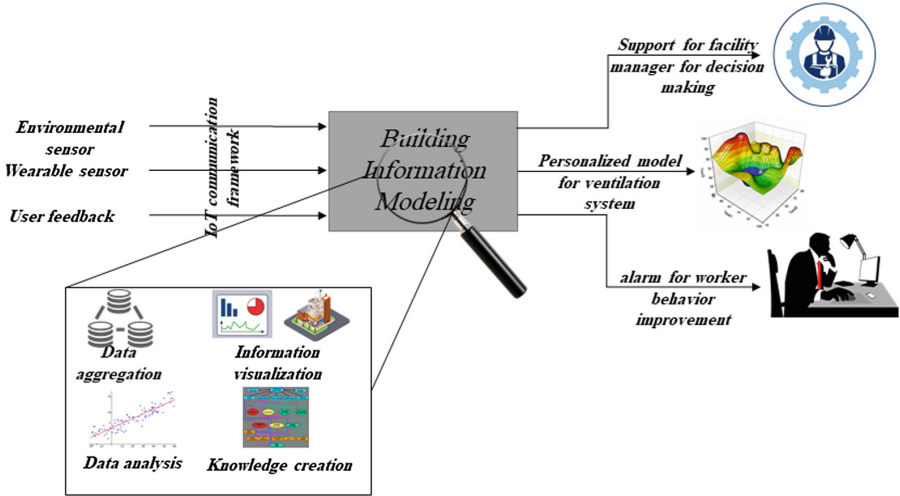 Environmental
sensor
Wearable sensor
User feedback
IoT communication
framework
Building
Information
Modeling
Support for facility
manager for decision
making
Personalized model
for ventilation
system
alarm for worker
behavior
improvement
Data
aggregation
Information
visualization
Data analysis
Knowledge creation